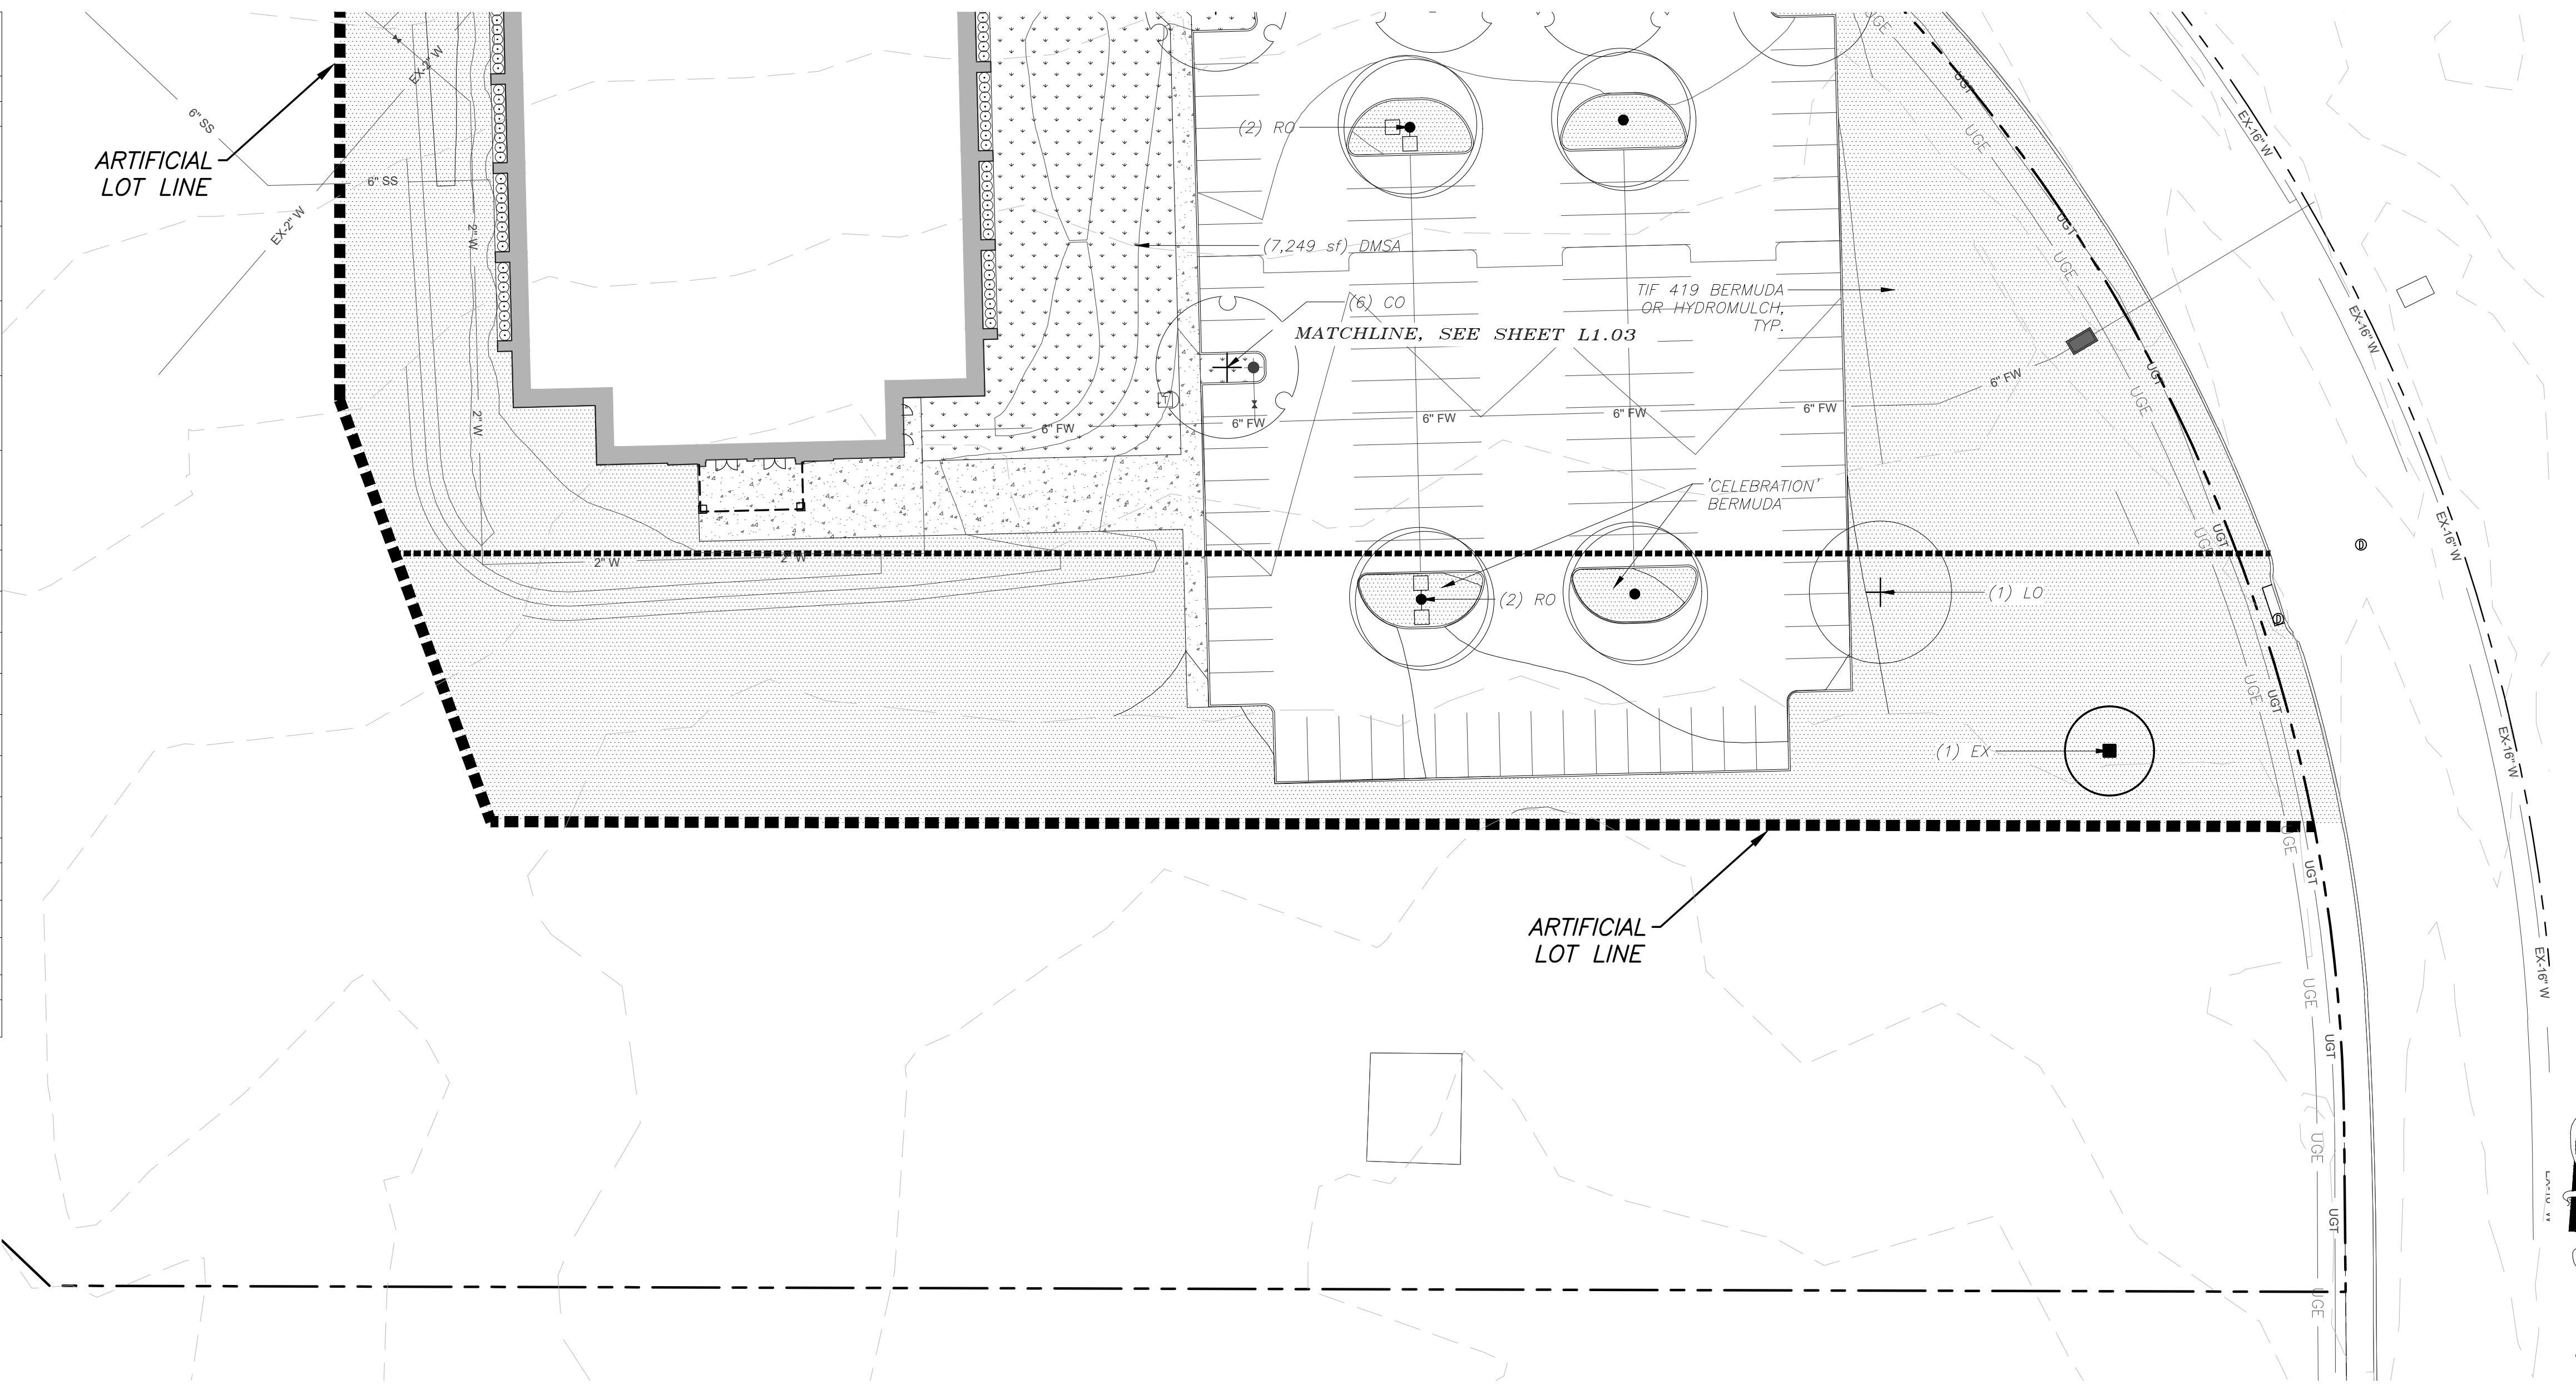 ARTIFICIAL
LOT LINE
6" SS
EX-2" W
6" SS
EX-2" W
2" W
2" W
(2) RO
(7,249 sf) DMSA
(6) CO
MATCHLINE, SEE SHEET L1.03
TIF 419 BERMUDA
OR HYDROMULCH,
TYP.
6" FW
6" FW
6" FW
6" FW
6" FW
6" FW
'CELEBRATION'
BERMUDA
2" W
2" W
(2) RO
(1) LO
(1) EX
ARTIFICIAL
LOT LINE
UGE
UGE
UGE
UGE
UGE
UGE
UGE
UGE
UGE
UGE
UGT
UGT
UGT
UGT
UGT
UGT
UGT
UGT
EX-16" W
EX-16" W
EX-16" W
EX-16" W
EX-16" W
T
D
D